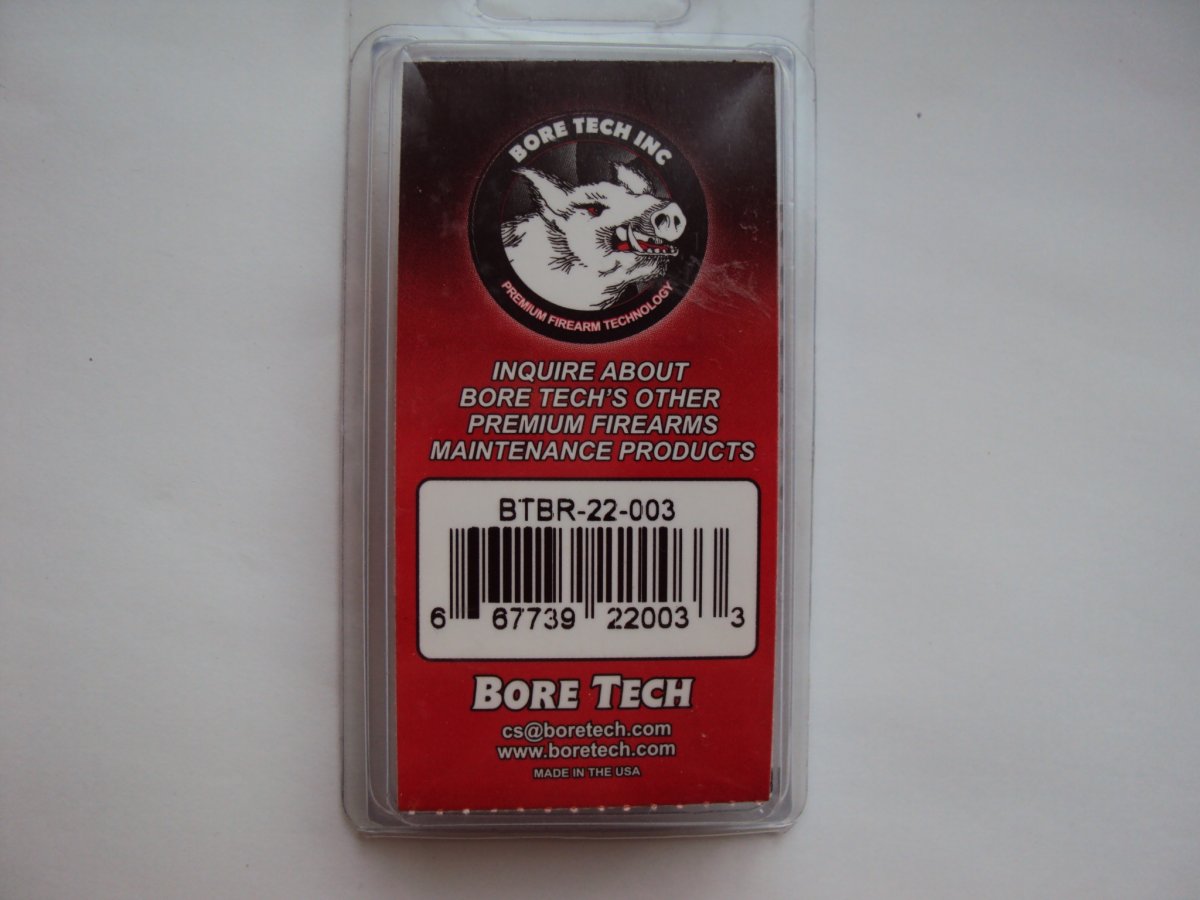 BORE TECH INC
PREMIUM FIREARM TECHNOLOGY
INQUIRE ABOUT
BORE TECH'S OTHER
PREMIUM FIREARMS
MAINTENANCE PRODUCTS
BTBR-22-003
6 67739 22003 3
BORE TECH
cs@boretech.com
www.boretech.com
MADE IN THE USA